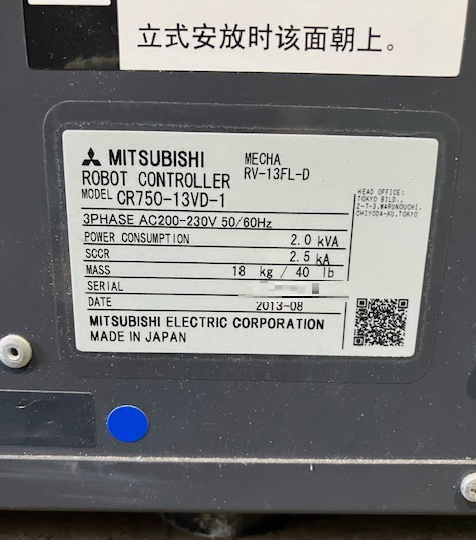 立式安放时该面朝上。
MITSUBISHI MECHA
ROBOT CONTROLLER RV-13FL-D
MODEL CR750-13VD-1
HEAD OFFICE:
TOKYO BILD.,
2-7-3,MARUNOUCHI,
CHIYODA-KU,TOKYO
3PHASE AC200-230V 50/60Hz
POWER CONSUMPTION 2.0 kVA
SCCR 2.5 kA
MASS 18 kg / 40 lb
SERIAL
DATE 2013-08
MITSUBISHI ELECTRIC CORPORATION
MADE IN JAPAN